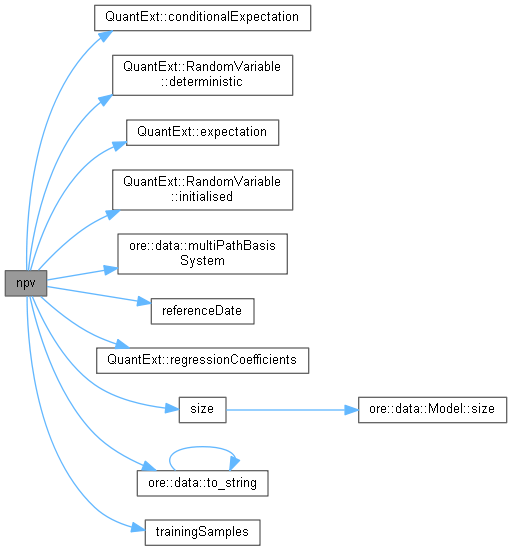 QuantExt::conditionalExpectation
QuantExt::RandomVariable
::deterministic
QuantExt::expectation
QuantExt::RandomVariable
::initialised
ore::data::multiPathBasis
System
npv
referenceDate
QuantExt::regressionCoefficients
size
ore::data::Model::size
ore::data::to_string
trainingSamples